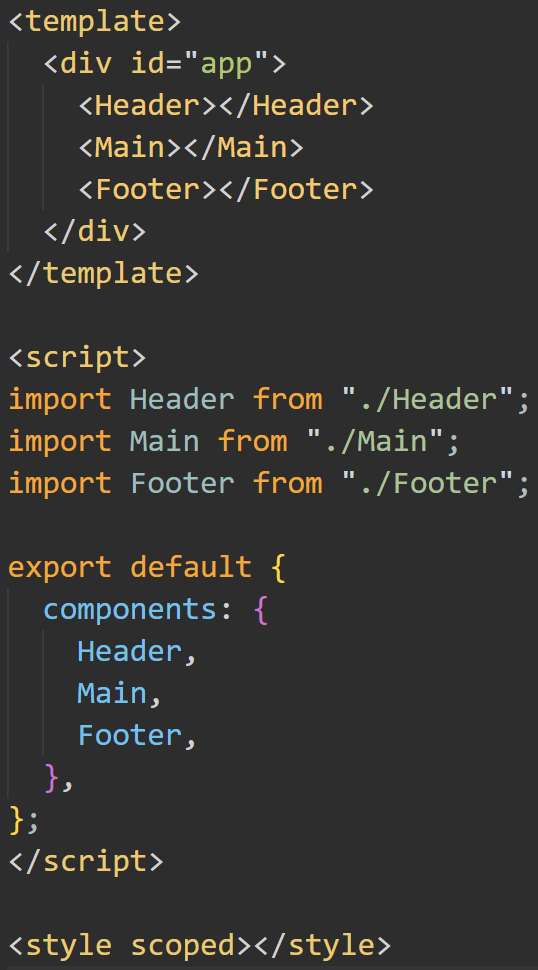 <template>
  <div id="app">
    <Header></Header>
    <Main></Main>
    <Footer></Footer>
  </div>
</template>

<script>
import Header from "./Header";
import Main from "./Main";
import Footer from "./Footer";

export default {
  components: {
    Header,
    Main,
    Footer,
  },
};
</script>

<style scoped></style>